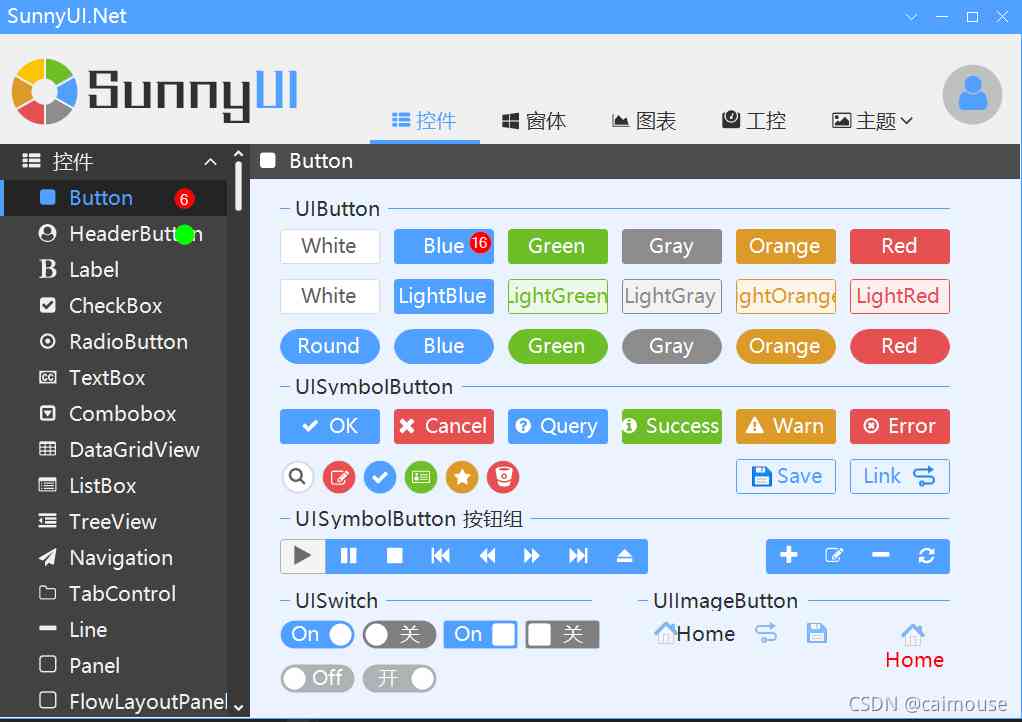 SunnyUI.Net
SunnyUI
控件 窗体 图表 工控 主题
控件
Button 6
HeaderButton
Label
CheckBox
RadioButton
TextBox
Combobox
DataGridView
ListBox
TreeView
Navigation
TabControl
Line
Panel
FlowLayoutPanel
Button
UIButton
White Blue 16 Green Gray Orange Red
White LightBlue LightGreen LightGray ightOrange LightRed
Round Blue Green Gray Orange Red
UISymbolButton
OK Cancel Query Success Warn Error
Save Link
UISymbolButton 按钮组
UISwitch
On 关 On 关
Off 开
UIImageButton
Home
Home
CSDN @caimouse